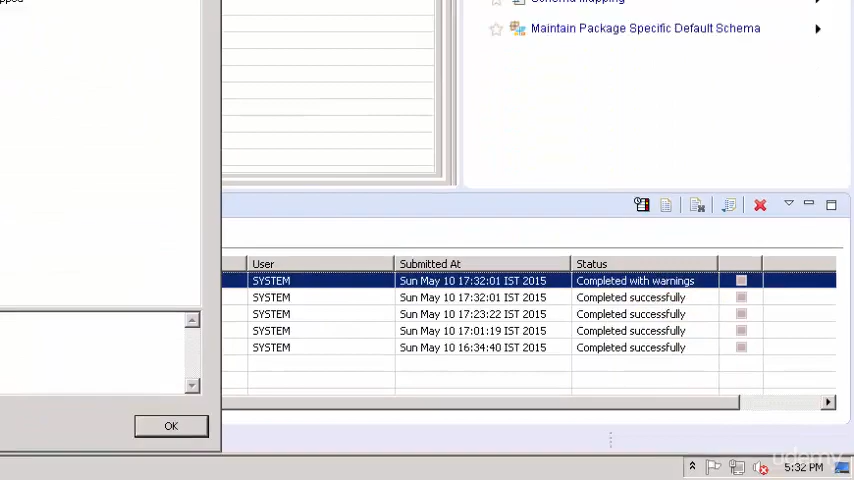 Schema Mapping
Maintain Package Specific Default Schema
User Submitted At Status
SYSTEM Sun May 10 17:32:01 IST 2015 Completed with warnings
SYSTEM Sun May 10 17:32:01 IST 2015 Completed successfully
SYSTEM Sun May 10 17:23:22 IST 2015 Completed successfully
SYSTEM Sun May 10 17:01:19 IST 2015 Completed successfully
SYSTEM Sun May 10 16:34:40 IST 2015 Completed successfully
OK
udemy
5:32 PM